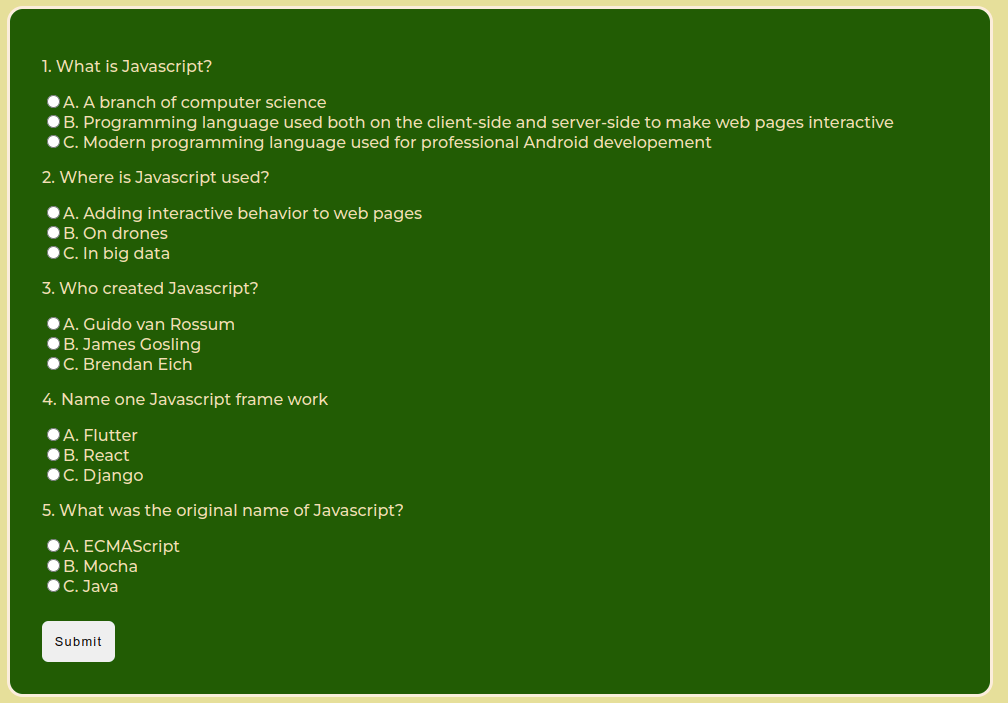 1. What is Javascript?
A. A branch of computer science
B. Programming language used both on the client-side and server-side to make web pages interactive
C. Modern programming language used for professional Android developement
2. Where is Javascript used?
A. Adding interactive behavior to web pages
B. On drones
C. In big data
3. Who created Javascript?
A. Guido van Rossum
B. James Gosling
C. Brendan Eich
4. Name one Javascript frame work
A. Flutter
B. React
C. Django
5. What was the original name of Javascript?
A. ECMAScript
B. Mocha
C. Java
Submit